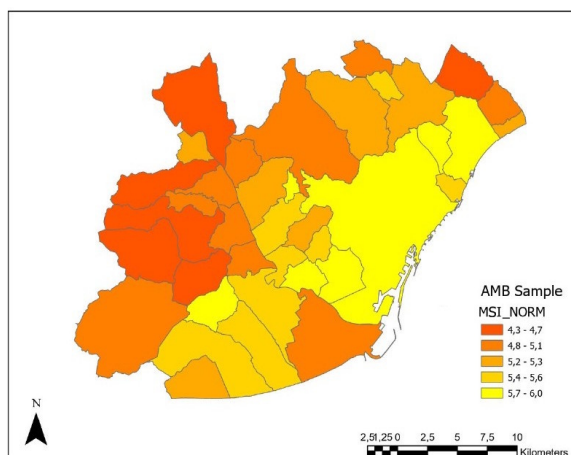 AMB Sample
MSI_NORM
4,3 - 4,7
4,8 - 5,1
5,2 - 5,3
5,4 - 5,6
5,7 - 6,0
N
2,51,25 0 2,5 5 7,5 10
Kilometers